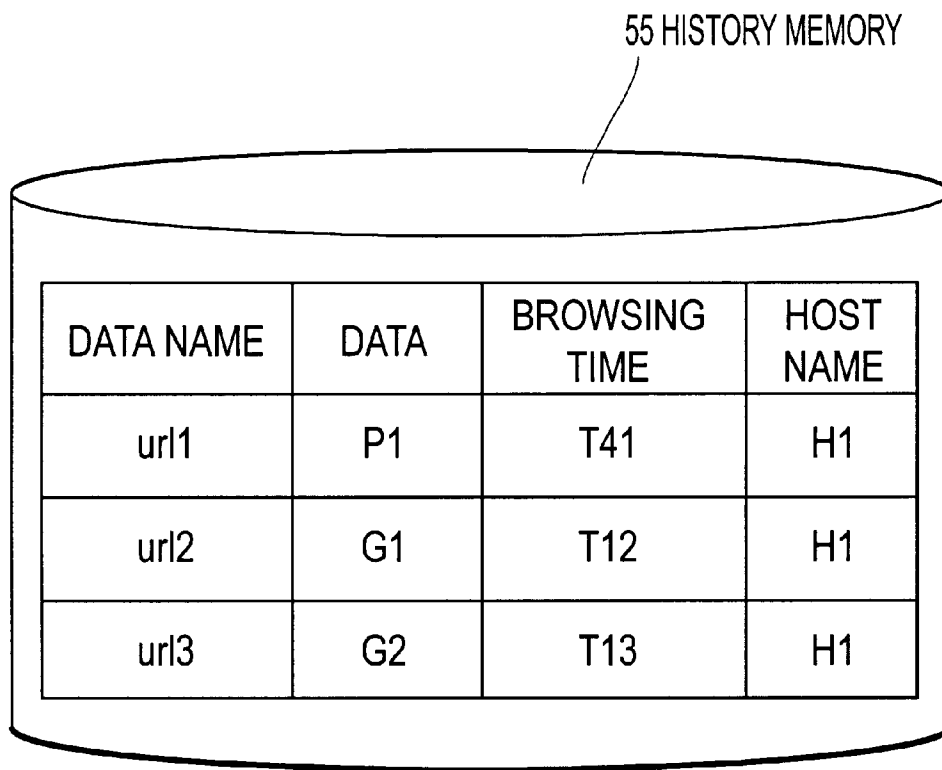 55 HISTORY MEMORY
DATA NAME DATA BROWSING TIME HOST NAME
url1 P1 T41 H1
url2 G1 T12 H1
url3 G2 T13 H1